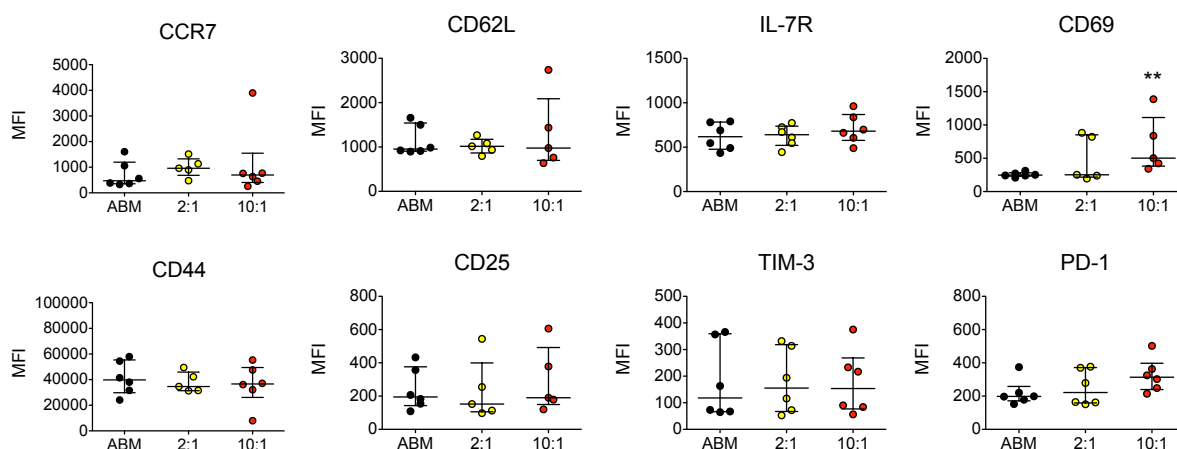 CCR7
MFI
5000
4000
3000
2000
1000
0
ABM 2:1 10:1
CD62L
MFI
3000
2000
1000
0
ABM 2:1 10:1
IL-7R
MFI
1500
1000
500
0
ABM 2:1 10:1
CD69
MFI
2000
1500
1000
500
0
**
ABM 2:1 10:1
CD44
MFI
100000
80000
60000
40000
20000
0
ABM 2:1 10:1
CD25
MFI
800
600
400
200
0
ABM 2:1 10:1
TIM-3
MFI
500
400
300
200
100
0
ABM 2:1 10:1
PD-1
MFI
800
600
400
200
0
ABM 2:1 10:1